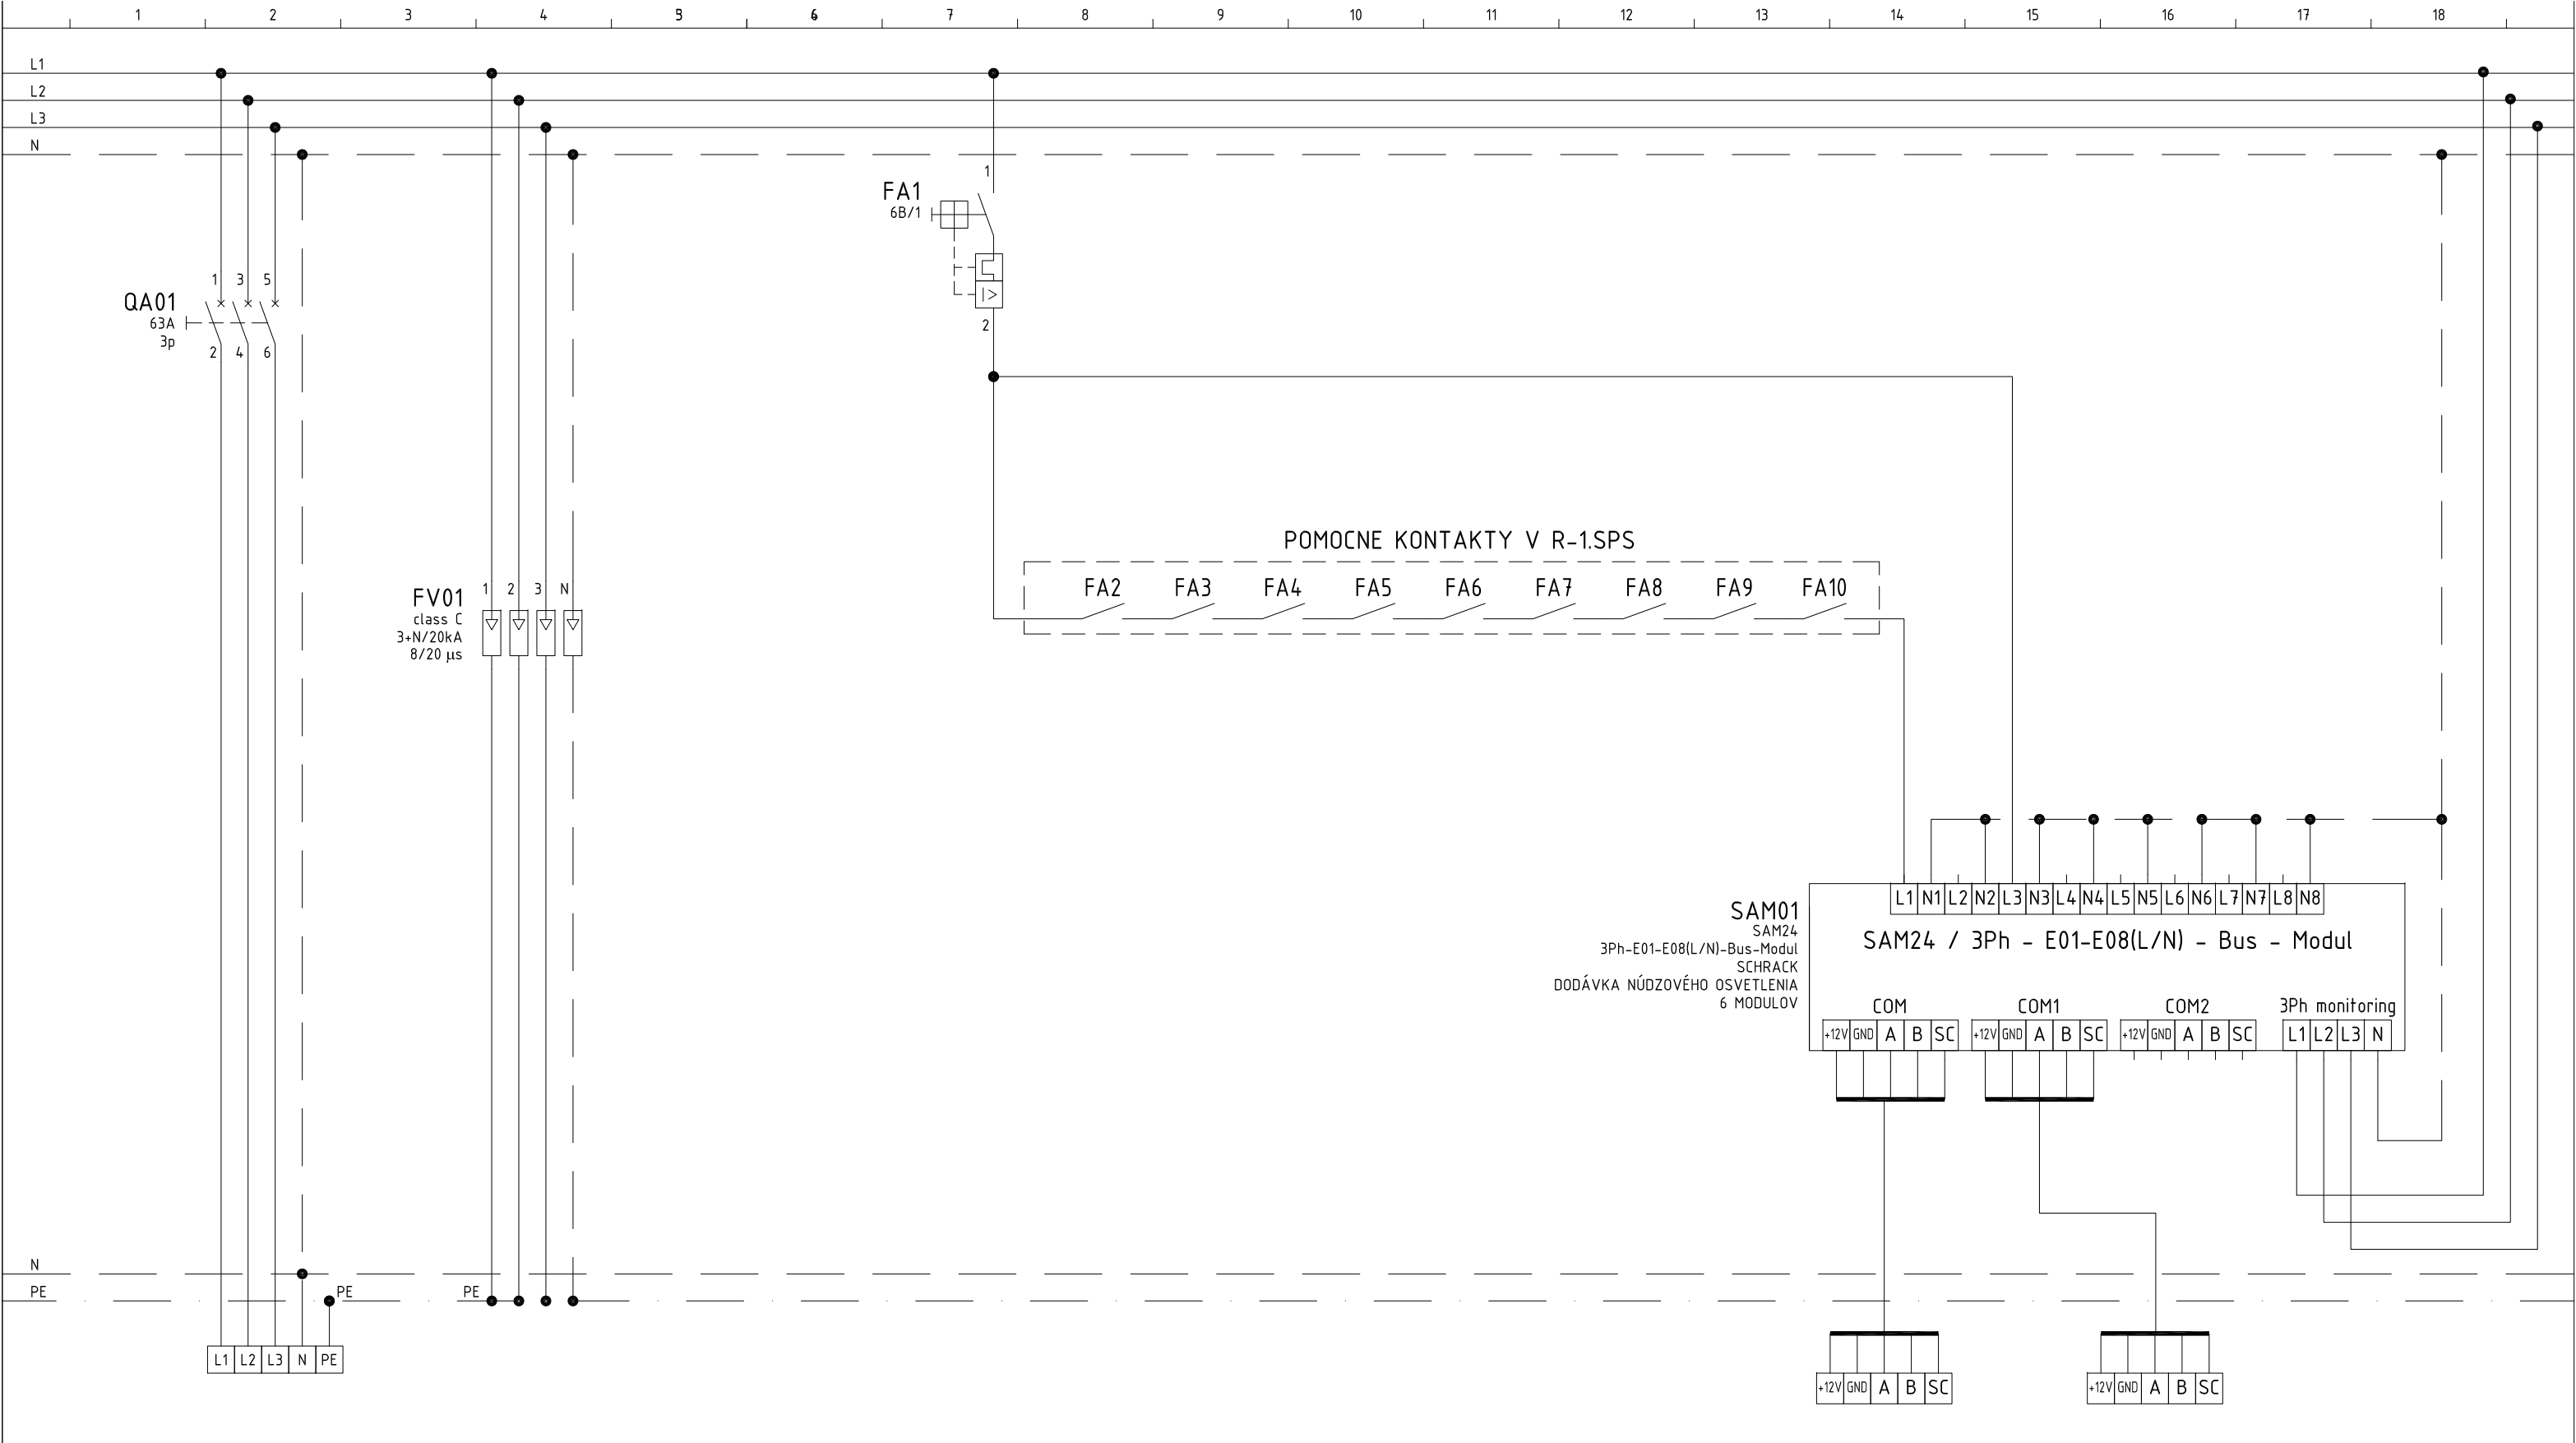 1 2 3 4 5 6 7 8 9 10 11 12 13 14 15 16 17 18
L1
L2
L3
N
1
FA1
6B/1
2
1 3 5
QA01
63A
3p
2 4 6
POMOCNE KONTAKTY V R-1.SPS
FA2 FA3 FA4 FA5 FA6 FA7 FA8 FA9 FA10
1 2 3 N
FV01
class C
3+N/20kA
8/20 µs
L1 N1 L2 N2 L3 N3 L4 N4 L5 N5 L6 N6 L7 N7 L8 N8
SAM01
SAM24
3Ph-E01-E08(L/N)-Bus-Modul
SCHRACK
DODÁVKA NÚDZOVÉHO OSVETLENIA
6 MODULOV
SAM24 / 3Ph - E01-E08(L/N) - Bus - Modul
COM COM1 COM2 3Ph monitoring
+12V GND A B SC +12V GND A B SC +12V GND A B SC L1 L2 L3 N
N
PE PE PE
L1 L2 L3 N PE
+12V GND A B SC +12V GND A B SC